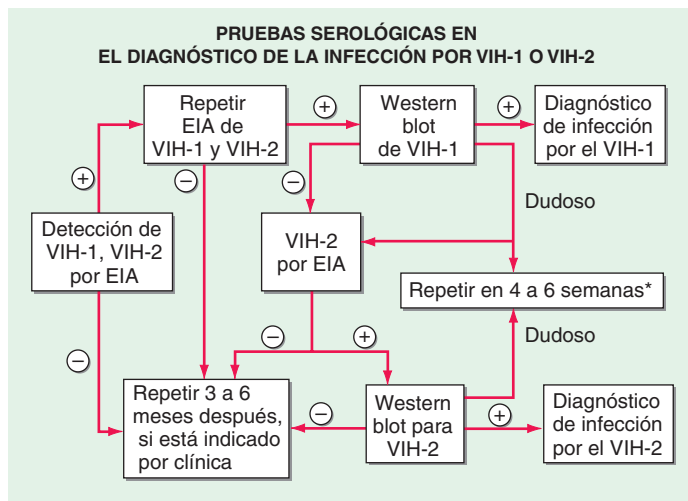 PRUEBAS SEROLÓGICAS EN
EL DIAGNÓSTICO DE LA INFECCIÓN POR VIH-1 O VIH-2
Repetir
EIA de
VIH-1 y VIH-2
+
Western
blot
de VIH-1
+
Diagnóstico
de infección
por el VIH-1
+
−
−
Dudoso
Detección de
VIH-1, VIH-2
por EIA
VIH-2
por EIA
Repetir en 4 a 6 semanas*
−
−
+
Dudoso
Repetir 3 a 6
meses después,
si está indicado
por clínica
−
Western
blot para
VIH-2
+
Diagnóstico
de infección
por el VIH-2